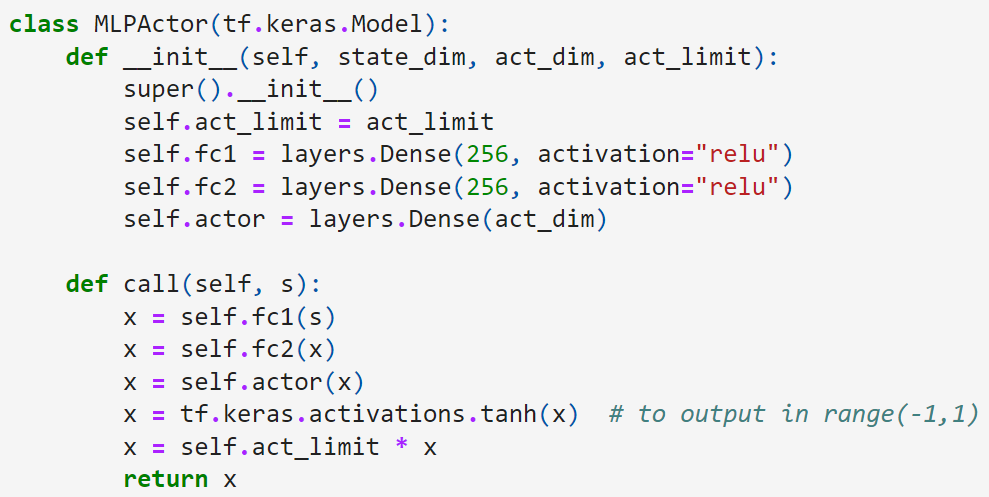 class MLPActor(tf.keras.Model):
    def __init__(self, state_dim, act_dim, act_limit):
        super().__init__()
        self.act_limit = act_limit
        self.fc1 = layers.Dense(256, activation="relu")
        self.fc2 = layers.Dense(256, activation="relu")
        self.actor = layers.Dense(act_dim)

    def call(self, s):
        x = self.fc1(s)
        x = self.fc2(x)
        x = self.actor(x)
        x = tf.keras.activations.tanh(x)  # to output in range(-1,1)
        x = self.act_limit * x
        return x